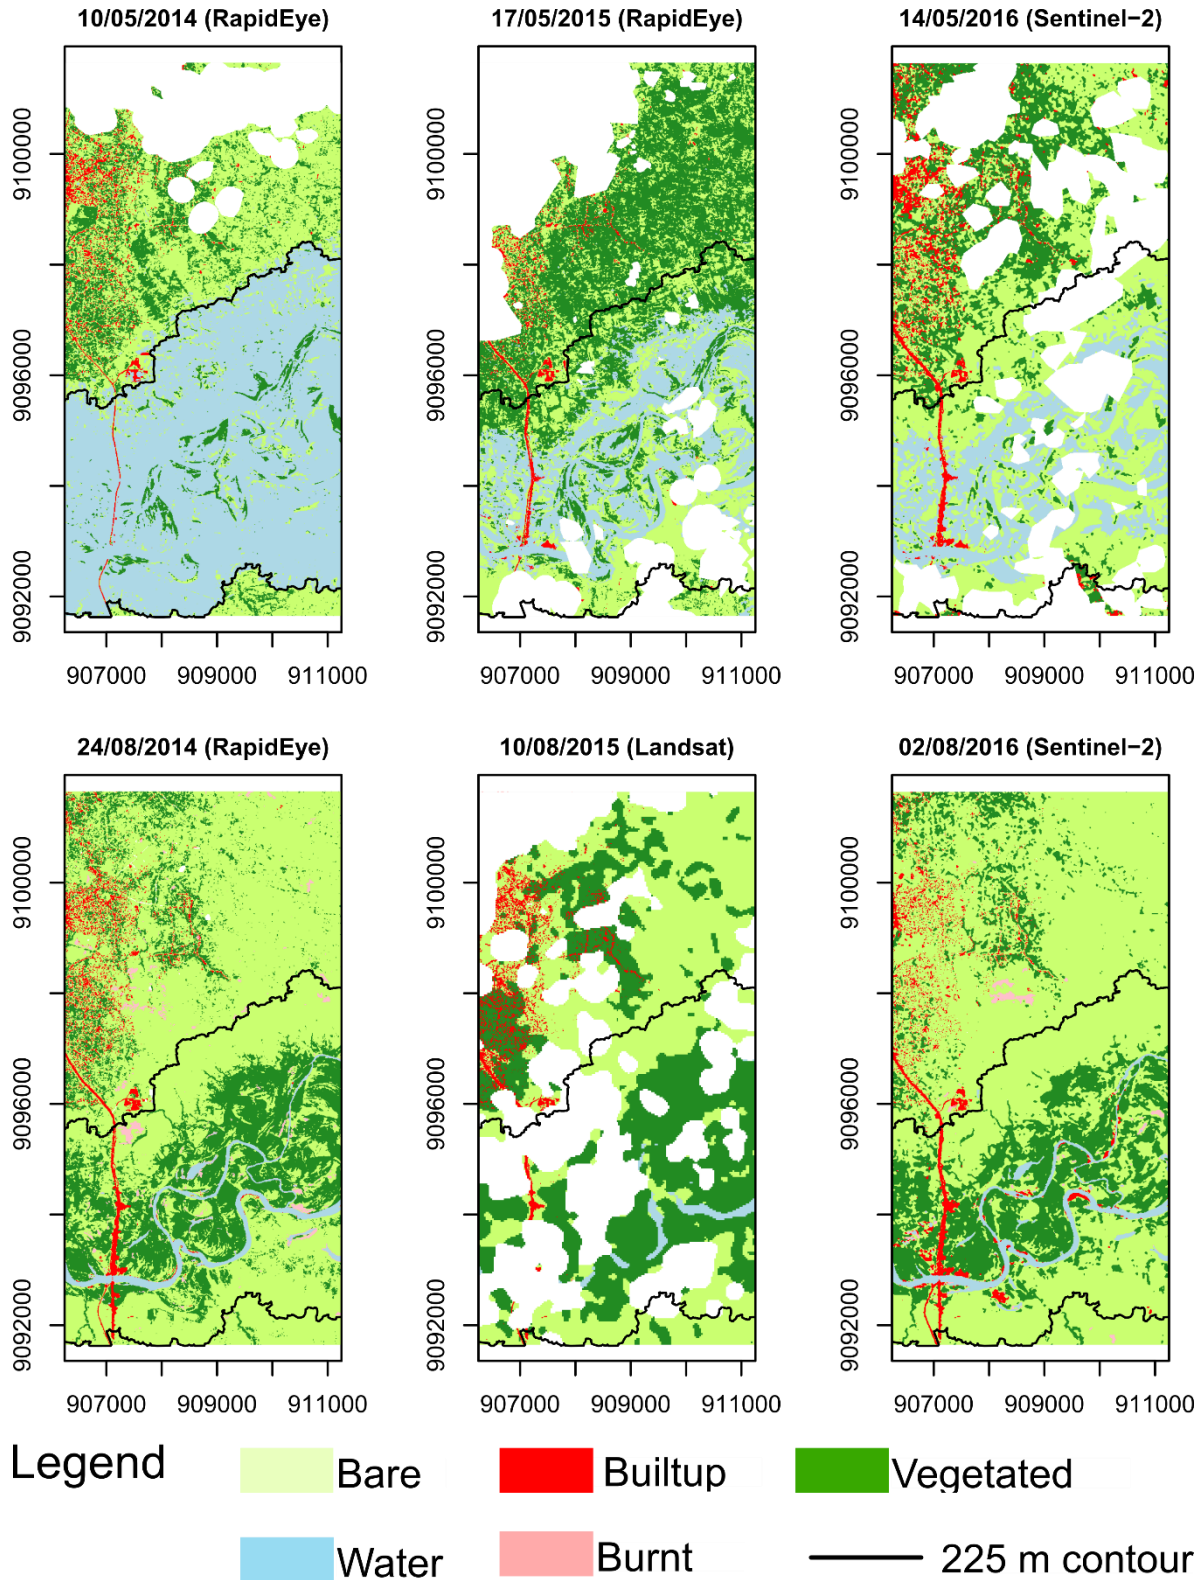 10/05/2014 (RapidEye)
17/05/2015 (RapidEye)
14/05/2016 (Sentinel−2)
9100000
9096000
9092000
9100000
9096000
9092000
9100000
9096000
9092000
907000 909000 911000
907000 909000 911000
907000 909000 911000
24/08/2014 (RapidEye)
10/08/2015 (Landsat)
02/08/2016 (Sentinel−2)
9100000
9096000
9092000
9100000
9096000
9092000
9100000
9096000
9092000
907000 909000 911000
907000 909000 911000
907000 909000 911000
Legend
Bare
Builtup
Vegetated
Water
Burnt
225 m contour